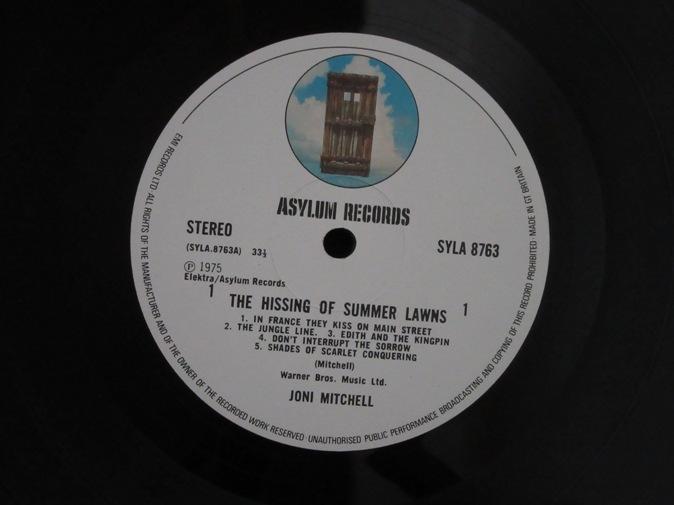 ASYLUM RECORDS
STEREO
(SYLA.8763A) 33⅓
SYLA 8763
Ⓟ 1975
Elektra/Asylum Records
1 THE HISSING OF SUMMER LAWNS 1
1. IN FRANCE THEY KISS ON MAIN STREET
2. THE JUNGLE LINE. 3. EDITH AND THE KINGPIN
4. DON'T INTERRUPT THE SORROW
5. SHADES OF SCARLET CONQUERING
(Mitchell)
Warner Bros. Music Ltd.
JONI MITCHELL
EMI RECORDS LTD. ALL RIGHTS OF THE MANUFACTURER AND OF THE OWNER OF THE RECORDED WORK RESERVED · UNAUTHORISED PUBLIC PERFORMANCE BROADCASTING AND COPYING OF THIS RECORD PROHIBITED · MADE IN GT BRITAIN